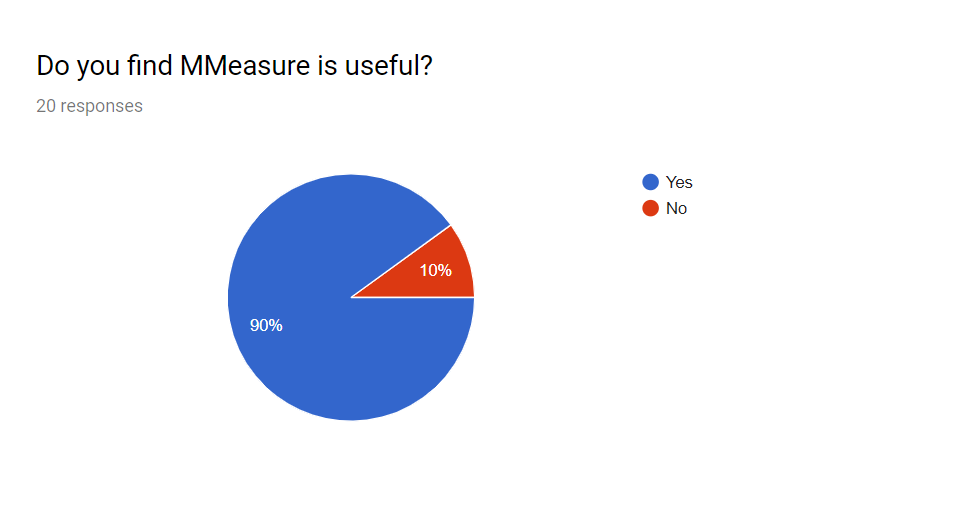 Do you find MMeasure is useful?
20 responses
Yes
No
10%
90%